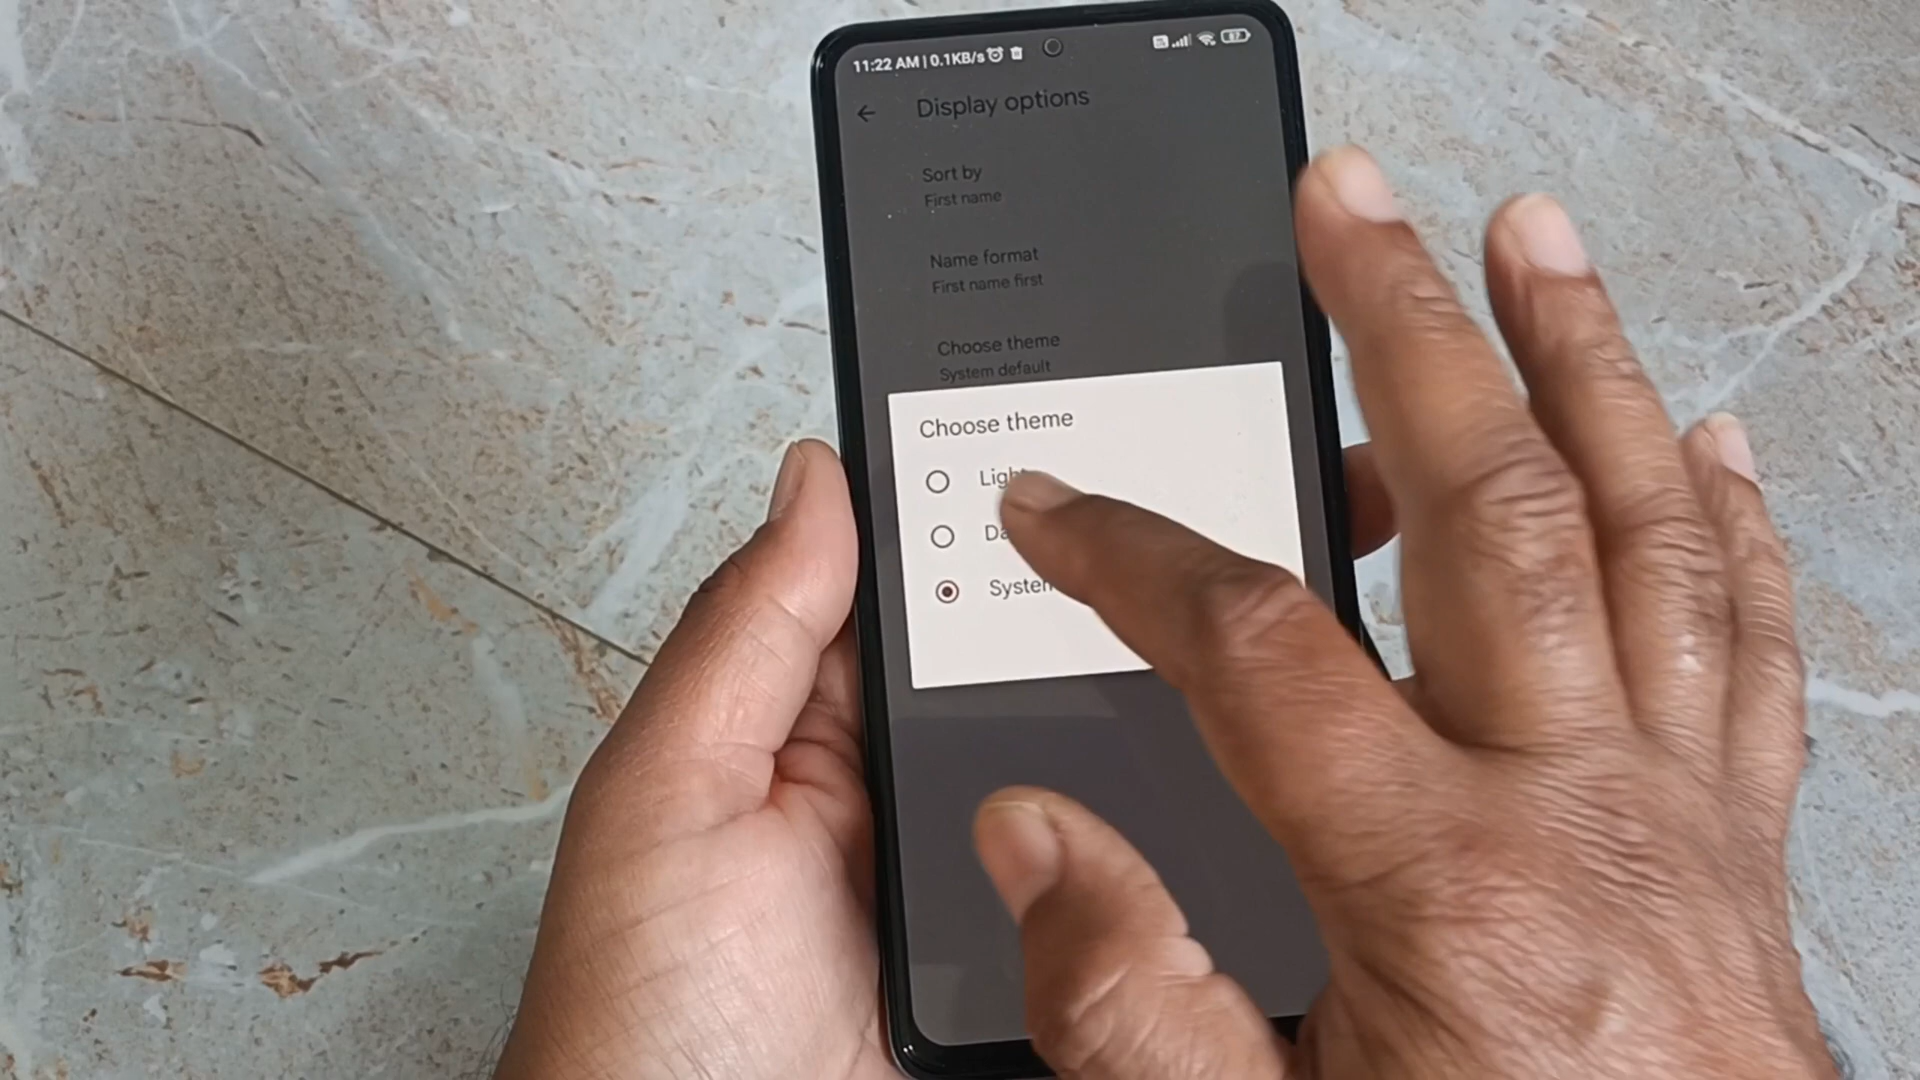 11:22 AM | 0.1KB/s
87
Display options
Sort by
First name
Name format
First name first
Choose theme
System default
Choose theme
Light
Da
System